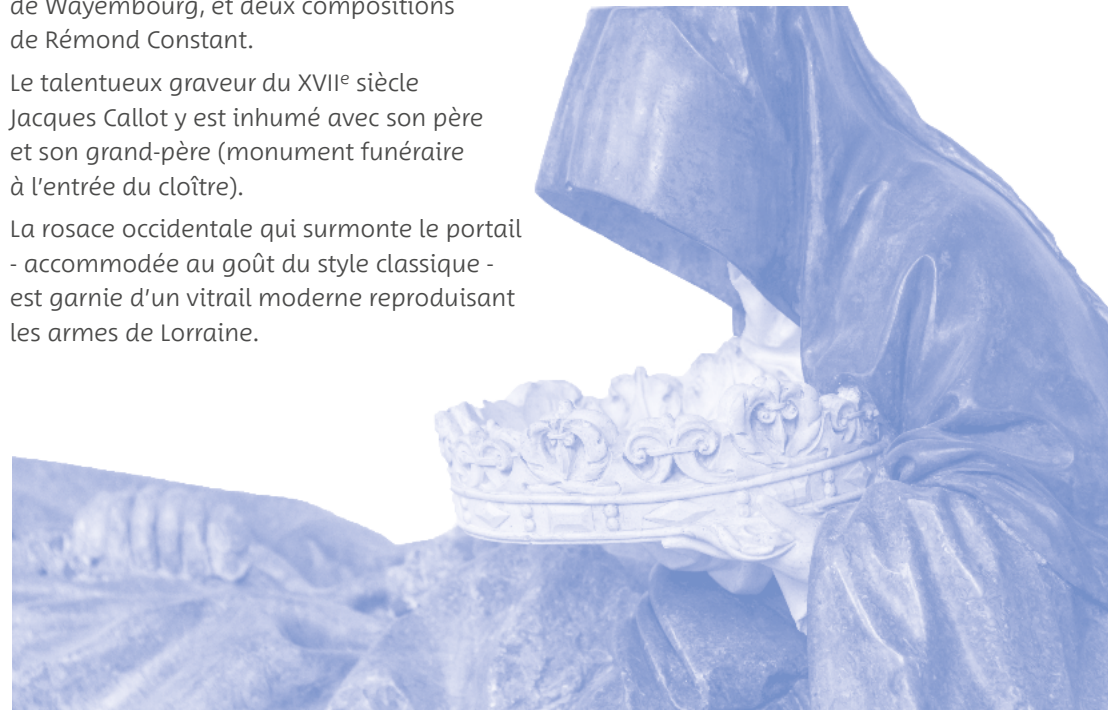 de Wayembourg, et deux compositions
de Rémond Constant.
Le talentueux graveur du XVIIᵉ siècle
Jacques Callot y est inhumé avec son père
et son grand-père (monument funéraire
à l'entrée du cloître).
La rosace occidentale qui surmonte le portail
- accommodée au goût du style classique -
est garnie d'un vitrail moderne reproduisant
les armes de Lorraine.